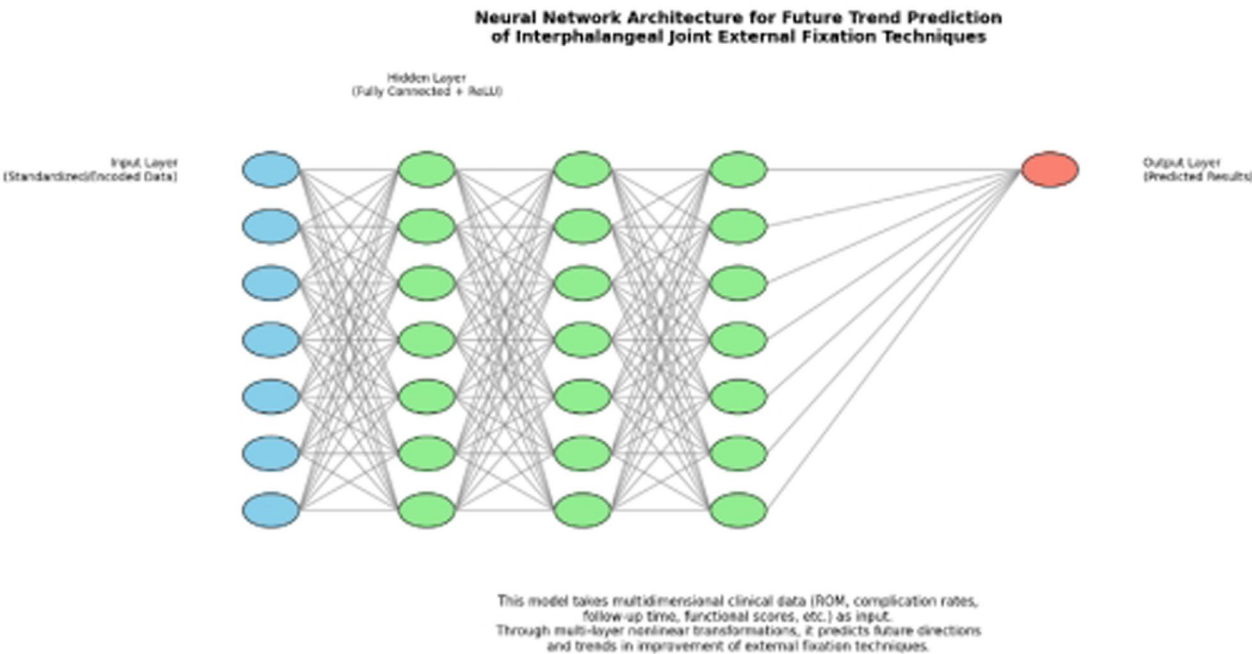 Neural Network Architecture for Future Trend Prediction
of Interphalangeal Joint External Fixation Techniques
Hidden Layer
(Fully Connected + ReLU)
Input Layer
(Standardized/Encoded Data)
Output Layer
(Predicted Results)
This model takes multidimensional clinical data (ROM, complication rates,
follow-up time, functional scores, etc.) as input.
Through multi-layer nonlinear transformations, it predicts future directions
and trends in improvement of external fixation techniques.